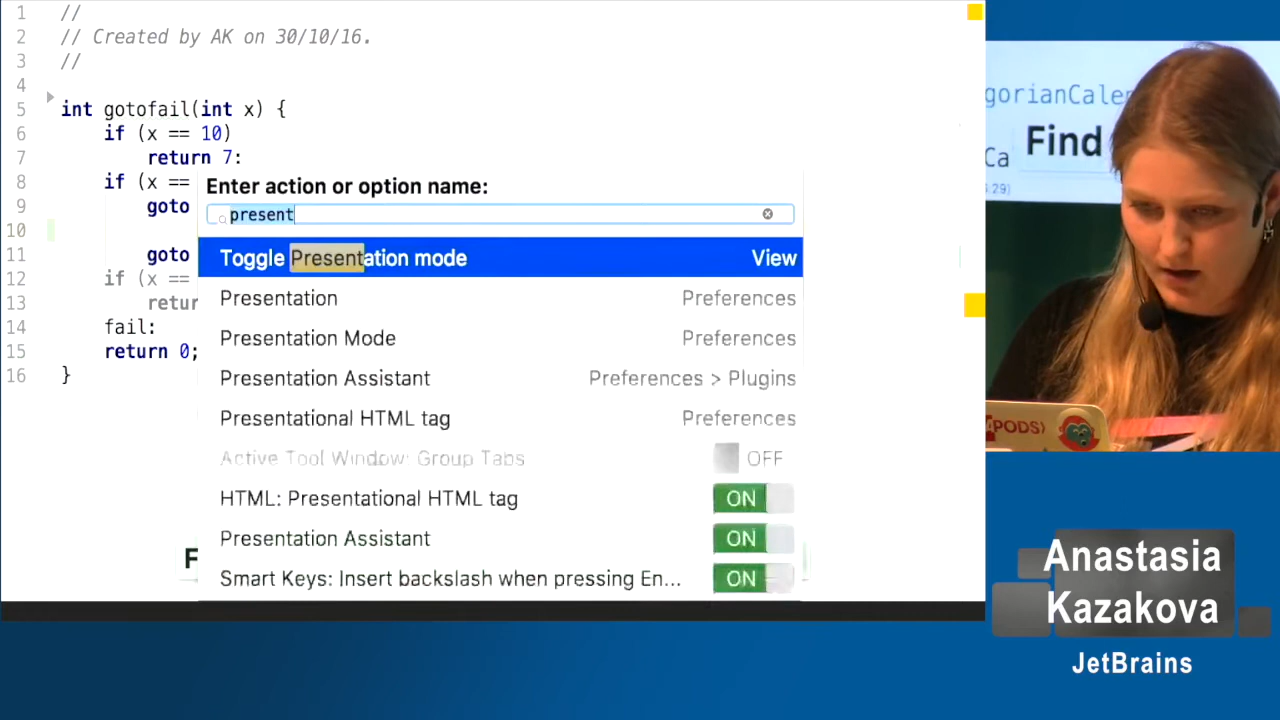 1 //
2 // Created by AK on 30/10/16.
3 //
4
5 int gotofail(int x) {
6 if (x == 10)
7 return 7:
8 if (x ==
9 goto
10
11 goto
12 if (x ==
13 retur
14 fail:
15 return 0;
16 }
Enter action or option name:
present
Toggle Presentation mode View
Presentation Preferences
Presentation Mode Preferences
Presentation Assistant Preferences > Plugins
Presentational HTML tag Preferences
Active Tool Window: Group Tabs OFF
HTML: Presentational HTML tag ON
Presentation Assistant ON
Smart Keys: Insert backslash when pressing En... ON
F
gorianCale
Find
Ca
:29)
PODS)
Anastasia
Kazakova
JetBrains